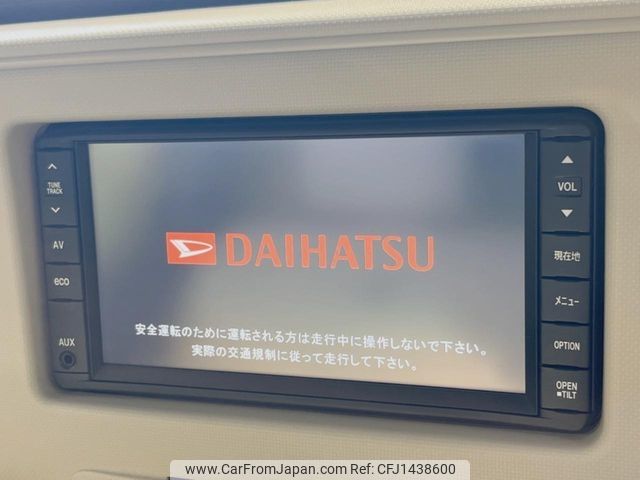 TUNE
TRACK
AV
eco
AUX
DAIHATSU
安全運転のために運転される方は走行中に操作しないで下さい。
実際の交通規制に従って走行して下さい。
VOL
現在地
メニュー
OPTION
OPEN
■TILT
www.CarFromJapan.com CFJ1438600